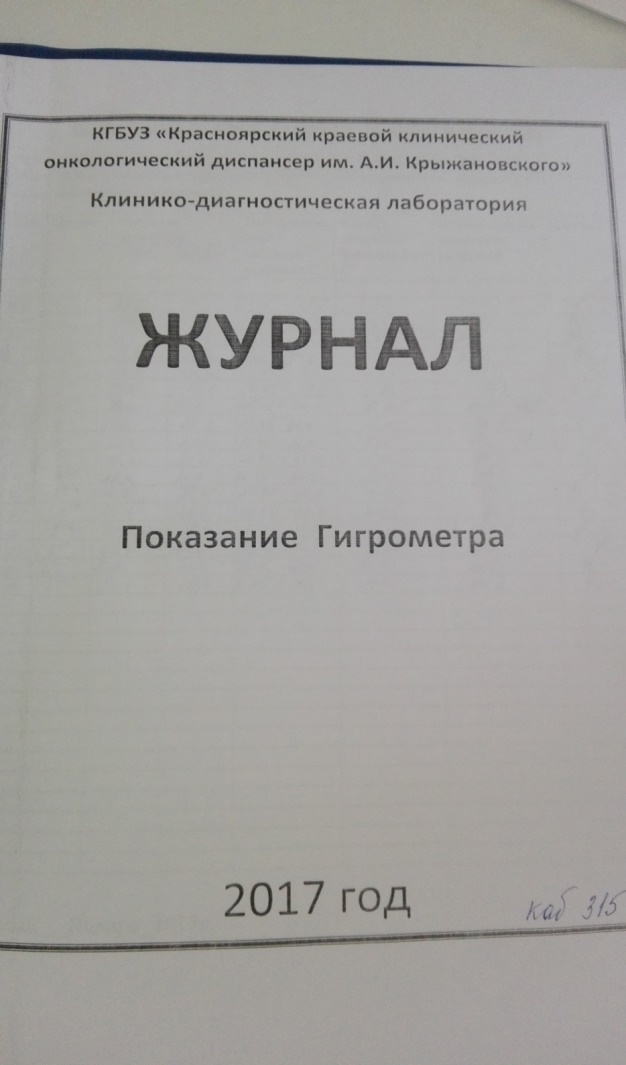 КГБУЗ «Красноярский краевой клинический
онкологический диспансер им. А.И. Крыжановского»
Клинико-диагностическая лаборатория
ЖУРНАЛ
Показание Гигрометра
2017 год
каб 315